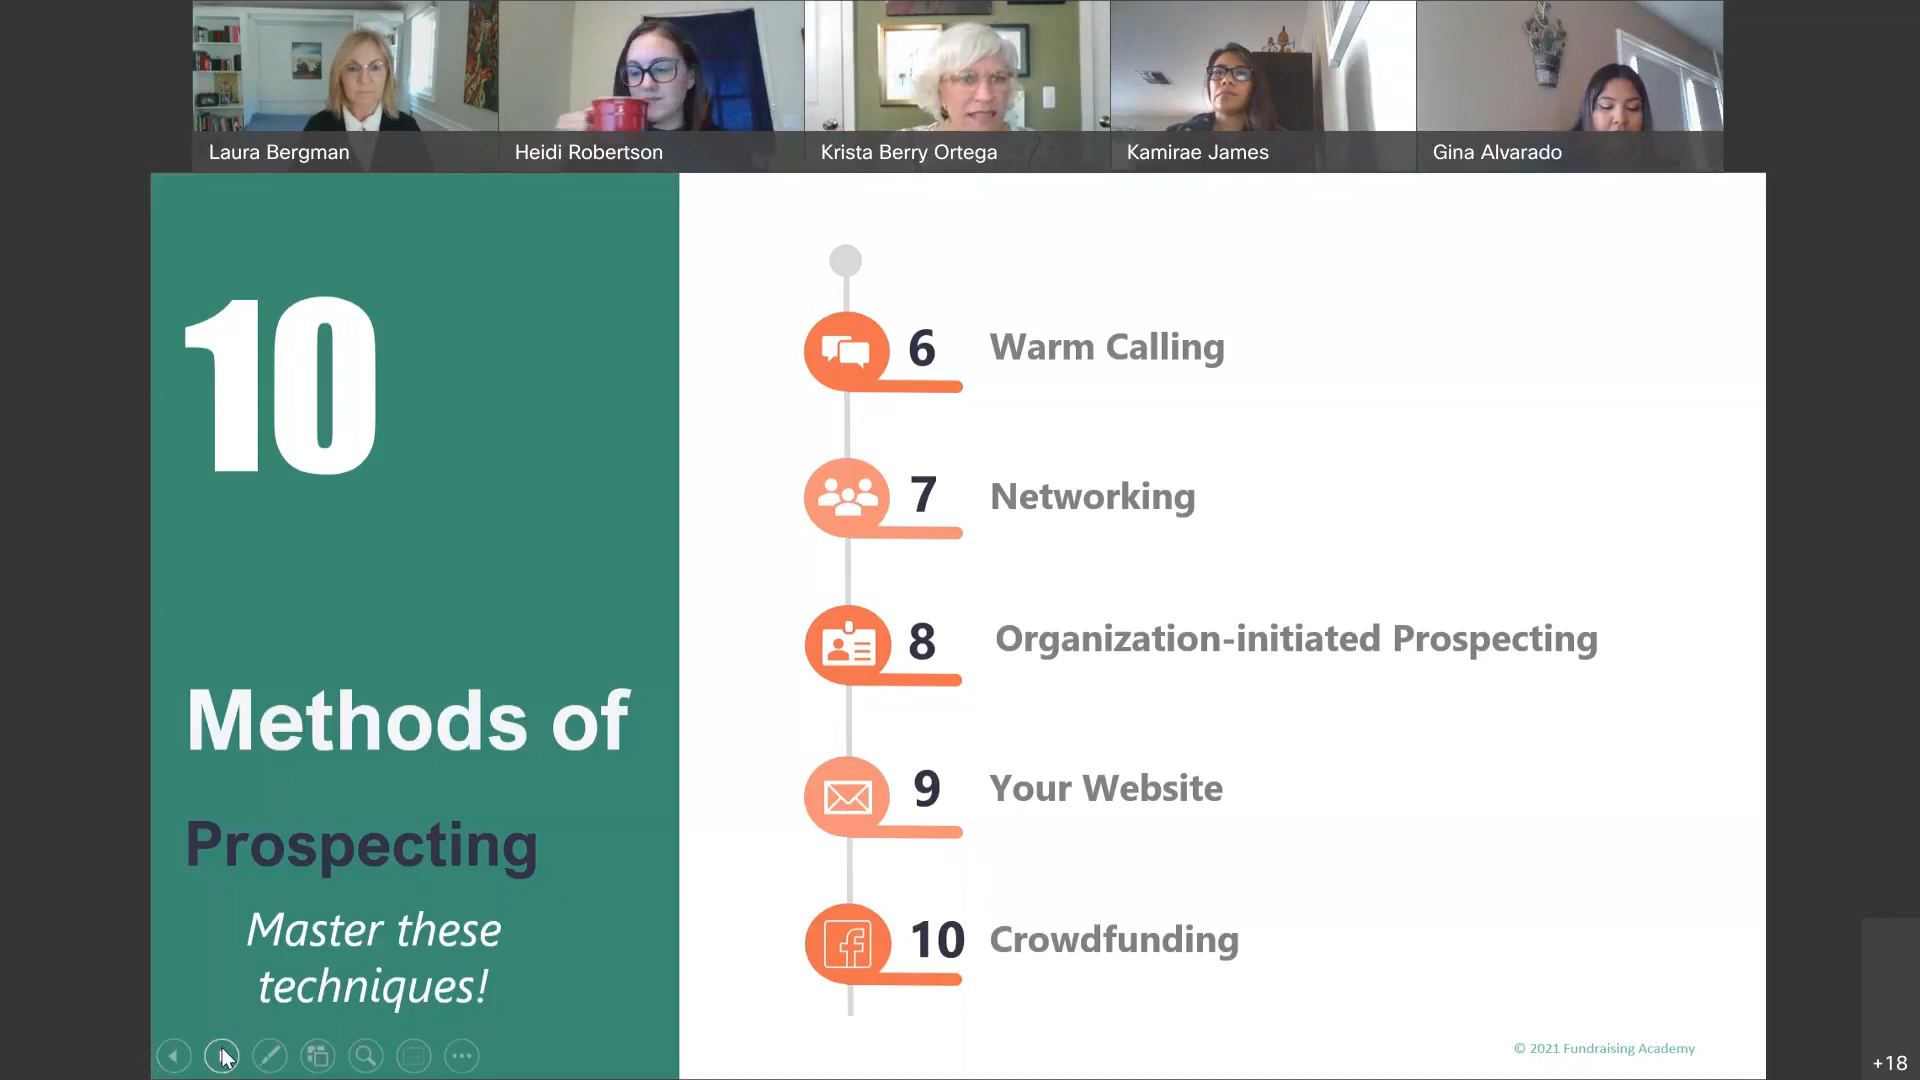 Laura Bergman
Heidi Robertson
Krista Berry Ortega
Kamirae James
Gina Alvarado
10
Methods of
Prospecting
Master these
techniques!
6 Warm Calling
7 Networking
8 Organization-initiated Prospecting
9 Your Website
10 Crowdfunding
© 2021 Fundraising Academy
+18